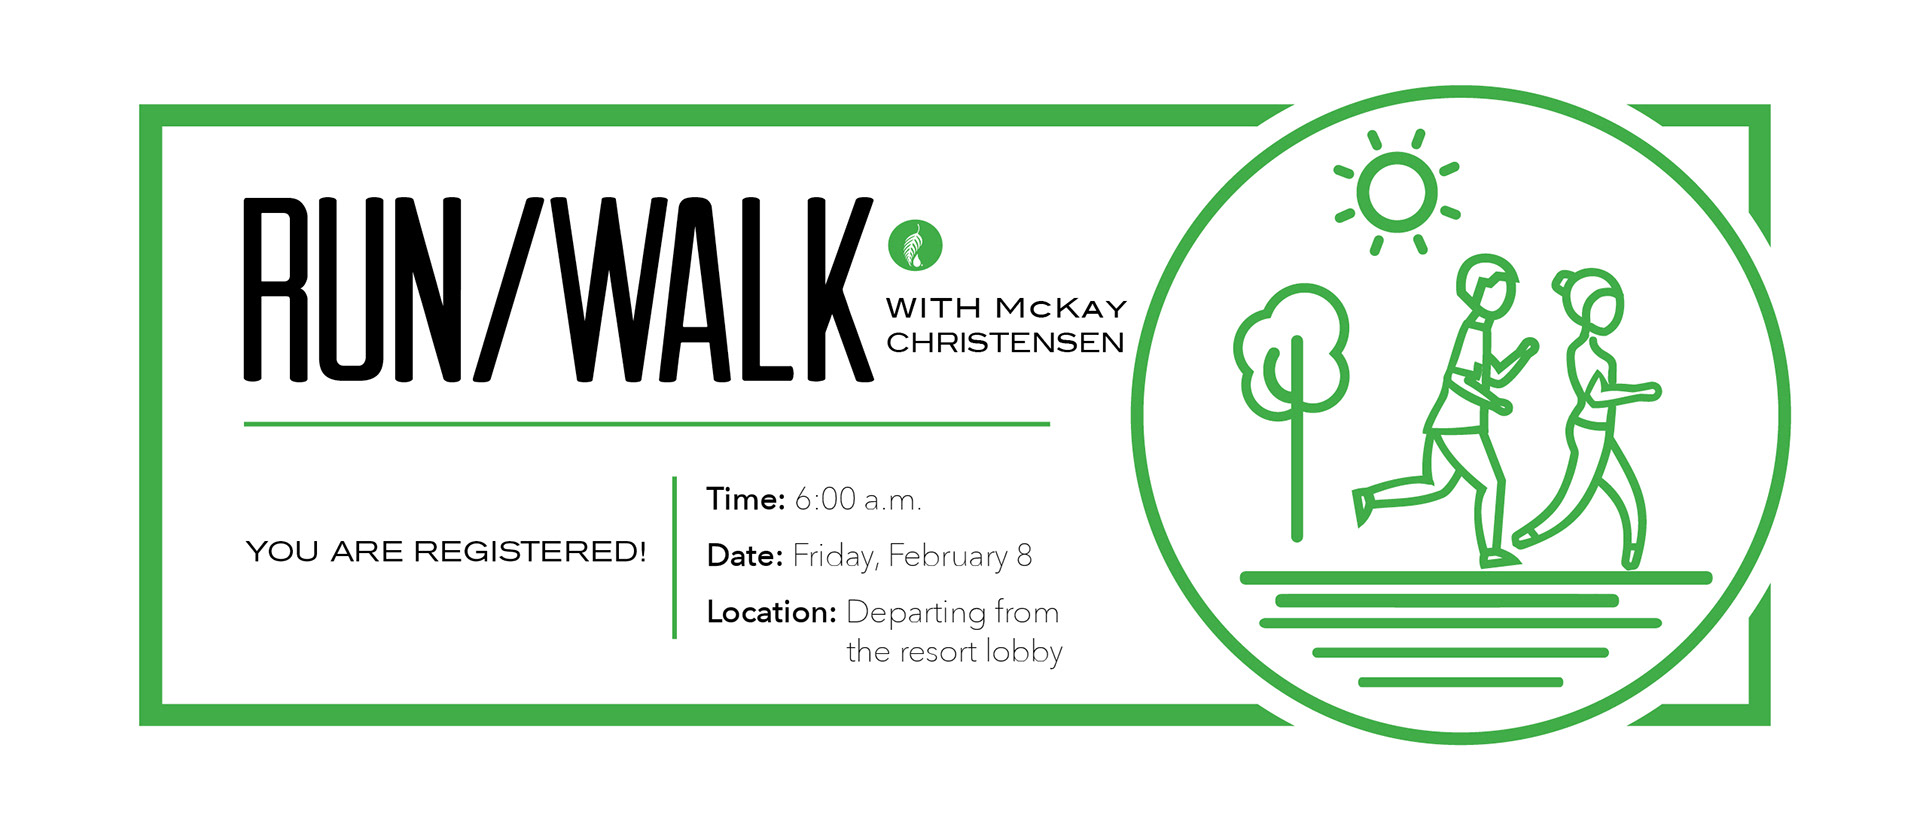 RUN/WALK
WITH McKAY
CHRISTENSEN
YOU ARE REGISTERED!
Time: 6:00 a.m.
Date: Friday, February 8
Location: Departing from
the resort lobby